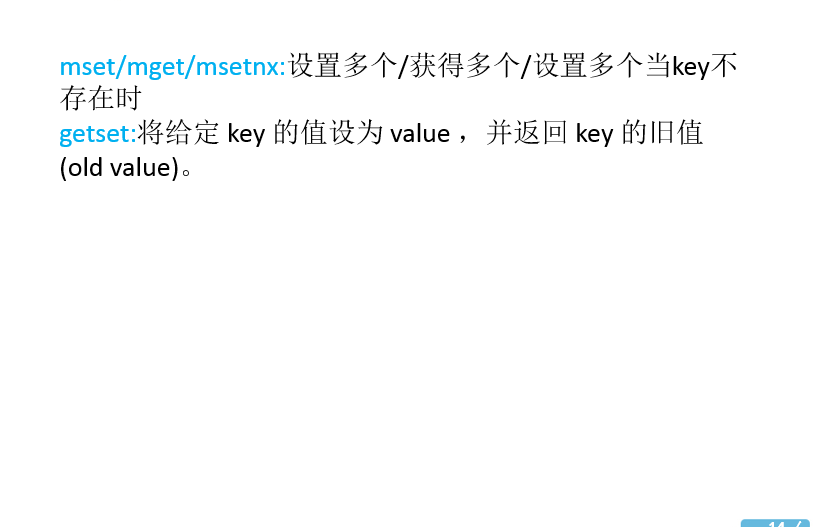 mset/mget/msetnx:设置多个/获得多个/设置多个当key不
存在时
getset:将给定 key 的值设为 value ，并返回 key 的旧值
(old value)。